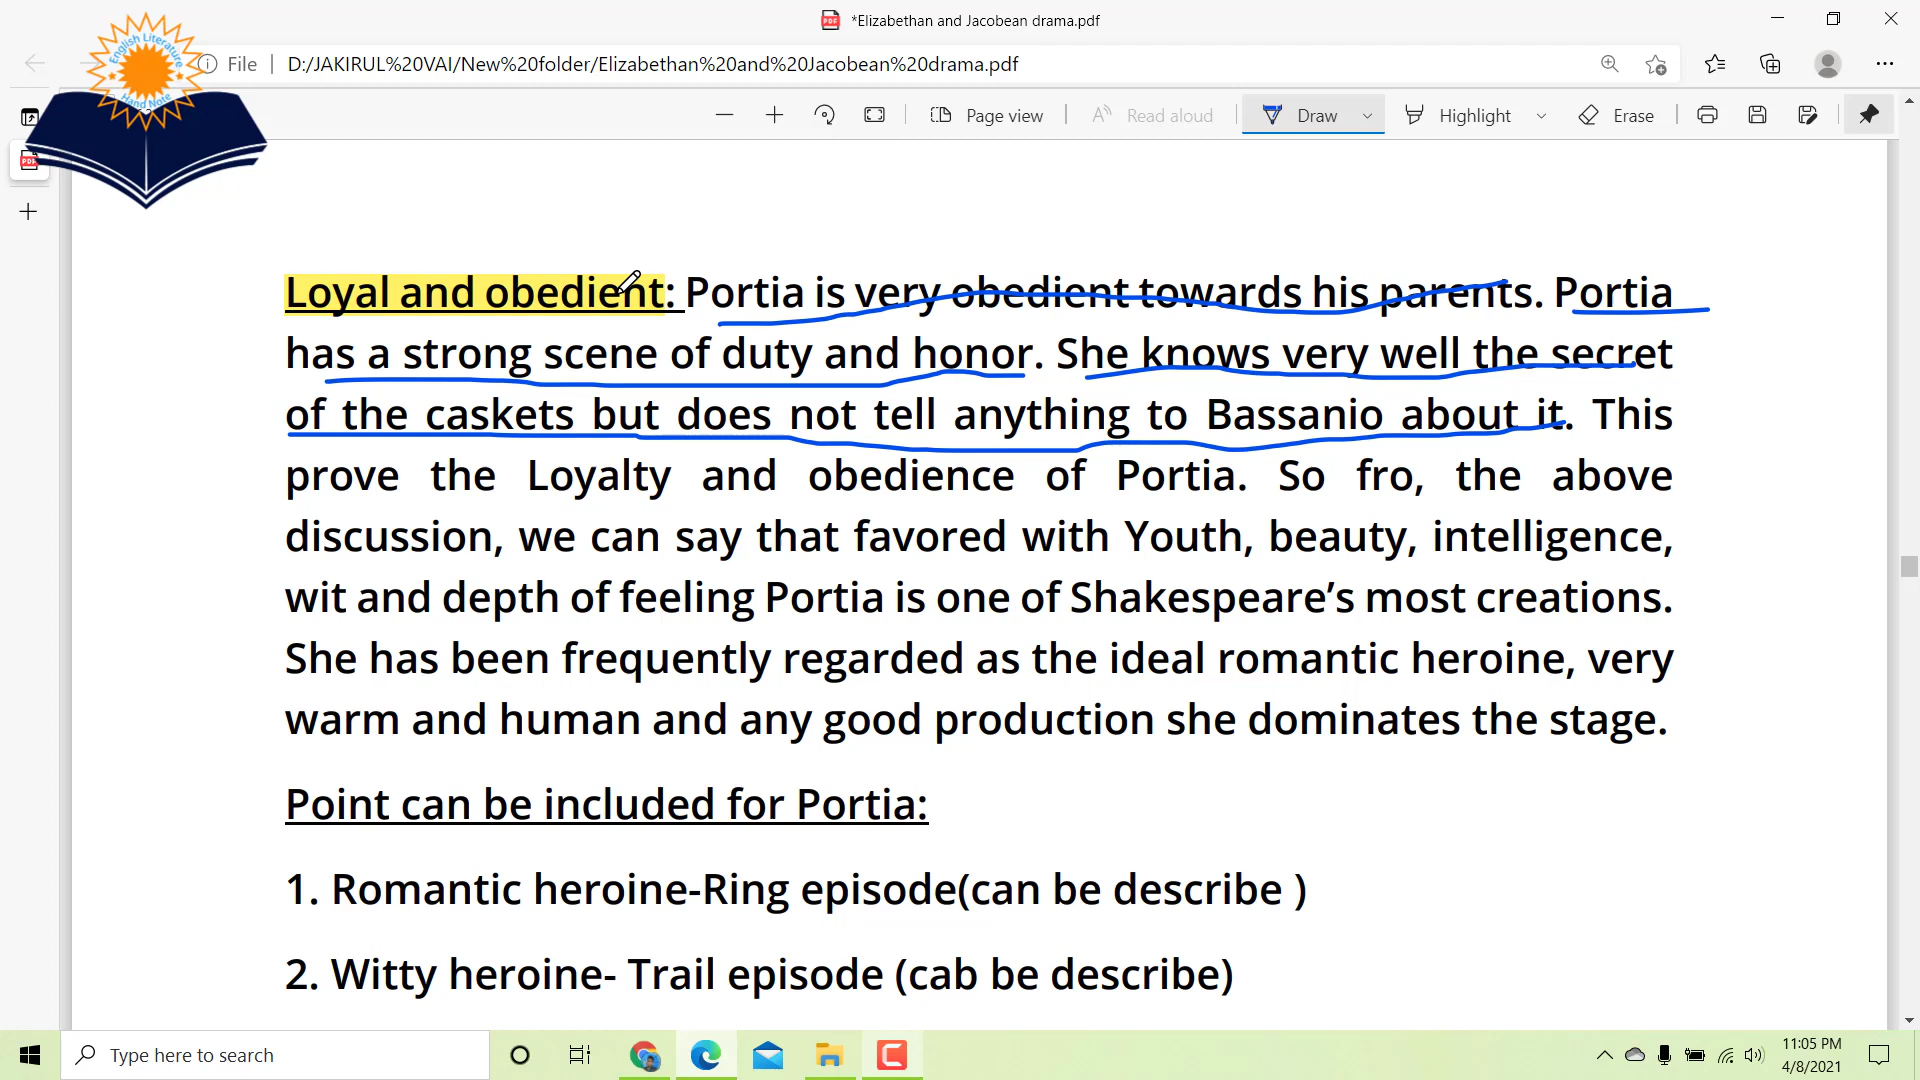 *Elizabethan and Jacobean drama.pdf
English Literature
Hand Note
File | D:/JAKIRUL%20VAI/New%20folder/Elizabethan%20and%20Jacobean%20drama.pdf
Page view
Read aloud
Draw
Highlight
Erase
Loyal and obedient: Portia is very obedient towards his parents. Portia
has a strong scene of duty and honor. She knows very well the secret
of the caskets but does not tell anything to Bassanio about it. This
prove the Loyalty and obedience of Portia. So fro, the above
discussion, we can say that favored with Youth, beauty, intelligence,
wit and depth of feeling Portia is one of Shakespeare’s most creations.
She has been frequently regarded as the ideal romantic heroine, very
warm and human and any good production she dominates the stage.
Point can be included for Portia:
1. Romantic heroine-Ring episode(can be describe )
2. Witty heroine- Trail episode (cab be describe)
Type here to search
11:05 PM
4/8/2021